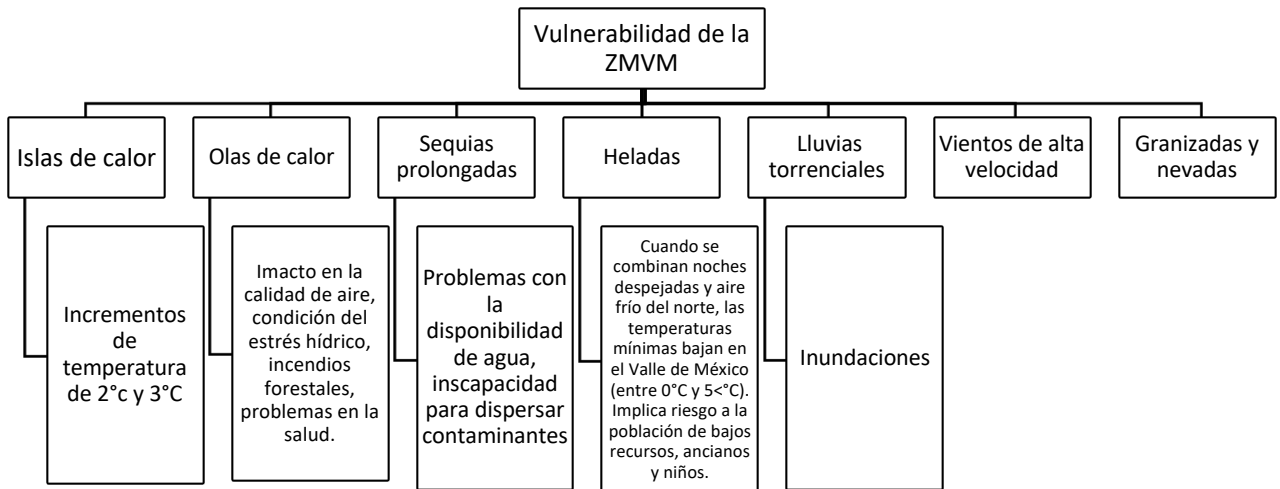 Vulnerabilidad de la
ZMVM
Islas de calor
Olas de calor
Sequias
prolongadas
Heladas
Lluvias
torrenciales
Vientos de alta
velocidad
Granizadas y
nevadas
Incrementos
de
temperatura
de 2°c y 3°C
Imacto en la
calidad de aire,
condición del
estrés hídrico,
incendios
forestales,
problemas en la
salud.
Problemas con
la
disponibilidad
de agua,
inscapacidad
para dispersar
contaminantes
Cuando se
combinan noches
despejadas y aire
frío del norte, las
temperaturas
mínimas bajan en
el Valle de México
(entre 0°C y 5<°C).
Implica riesgo a la
población de bajos
recursos, ancianos
y niños.
Inundaciones